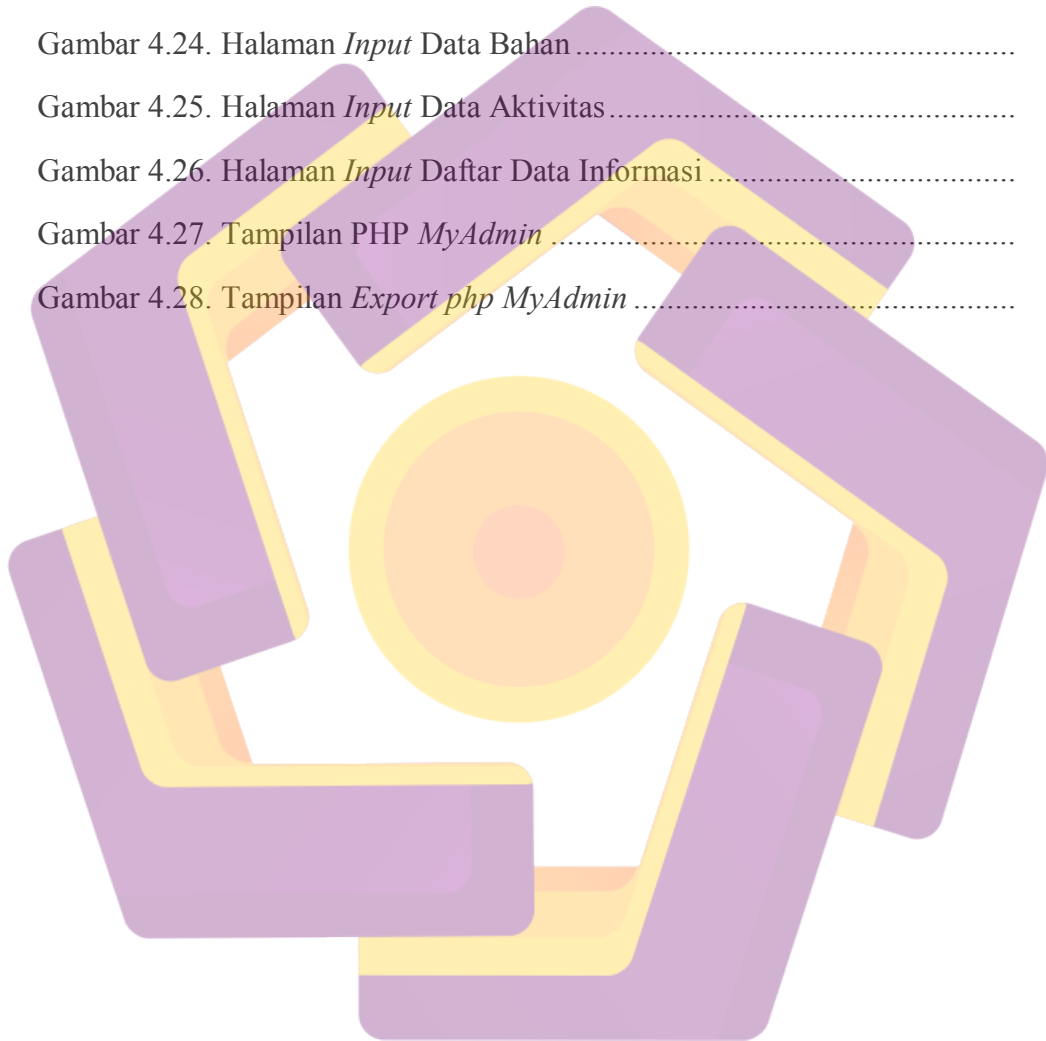 Gambar 4.24. Halaman Input Data Bahan ........................................................
Gambar 4.25. Halaman Input Data Aktivitas ....................................................
Gambar 4.26. Halaman Input Daftar Data Informasi .......................................
Gambar 4.27. Tampilan PHP MyAdmin ...........................................................
Gambar 4.28. Tampilan Export php MyAdmin .................................................